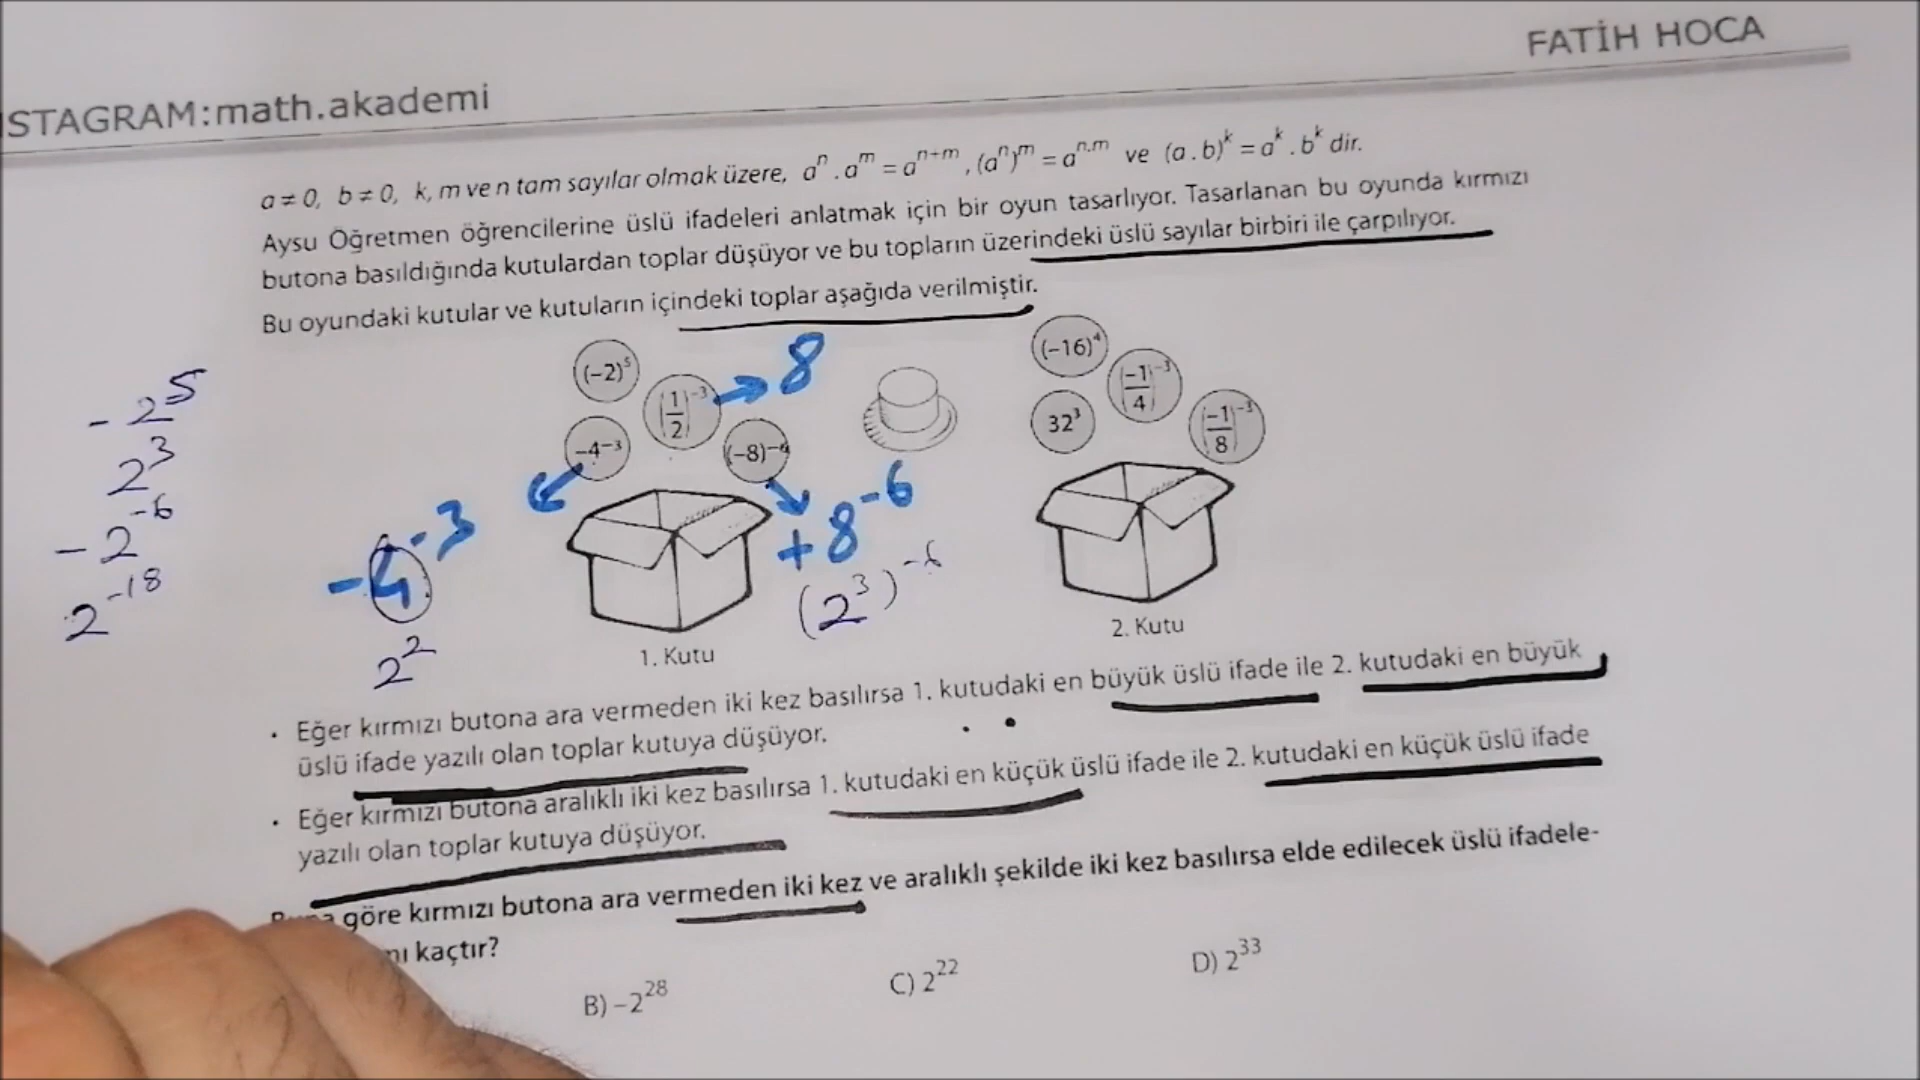 FATİH HOCA
STAGRAM:math.akademi
a ≠ 0, b ≠ 0, k, m ve n tam sayılar olmak üzere, aⁿ . aᵐ = aⁿ⁺ᵐ , (aⁿ)ᵐ = aⁿ·ᵐ ve (a . b)ᵏ = aᵏ . bᵏ dir.
Aysu Öğretmen öğrencilerine üslü ifadeleri anlatmak için bir oyun tasarlıyor. Tasarlanan bu oyunda kırmızı
butona basıldığında kutulardan toplar düşüyor ve bu topların üzerindeki üslü sayılar birbiri ile çarpılıyor.
Bu oyundaki kutular ve kutuların içindeki toplar aşağıda verilmiştir.
(-2)⁵
(1/2)⁻³
8
-4⁻³
(-8)⁻
(-16)⁴
(-1/4)⁻³
32³
(-1/8)⁻³
-2⁵
2³
-2⁻⁶
2⁻¹⁸
-4⁻³
2²
+8⁻⁶
(2³)⁻⁶
1. Kutu
2. Kutu
• Eğer kırmızı butona ara vermeden iki kez basılırsa 1. kutudaki en büyük üslü ifade ile 2. kutudaki en büyük
üslü ifade yazılı olan toplar kutuya düşüyor.
• Eğer kırmızı butona aralıklı iki kez basılırsa 1. kutudaki en küçük üslü ifade ile 2. kutudaki en küçük üslü ifade
yazılı olan toplar kutuya düşüyor.
göre kırmızı butona ara vermeden iki kez ve aralıklı şekilde iki kez basılırsa elde edilecek üslü ifadele-
mı kaçtır?
B) -2²⁸
C) 2²²
D) 2³³